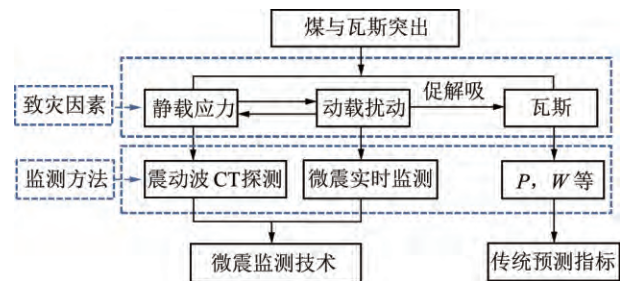 煤与瓦斯突出
致灾因素
静载应力
动载扰动
促解吸
瓦斯
监测方法
震动波CT探测
微震实时监测
P，W等
微震监测技术
传统预测指标